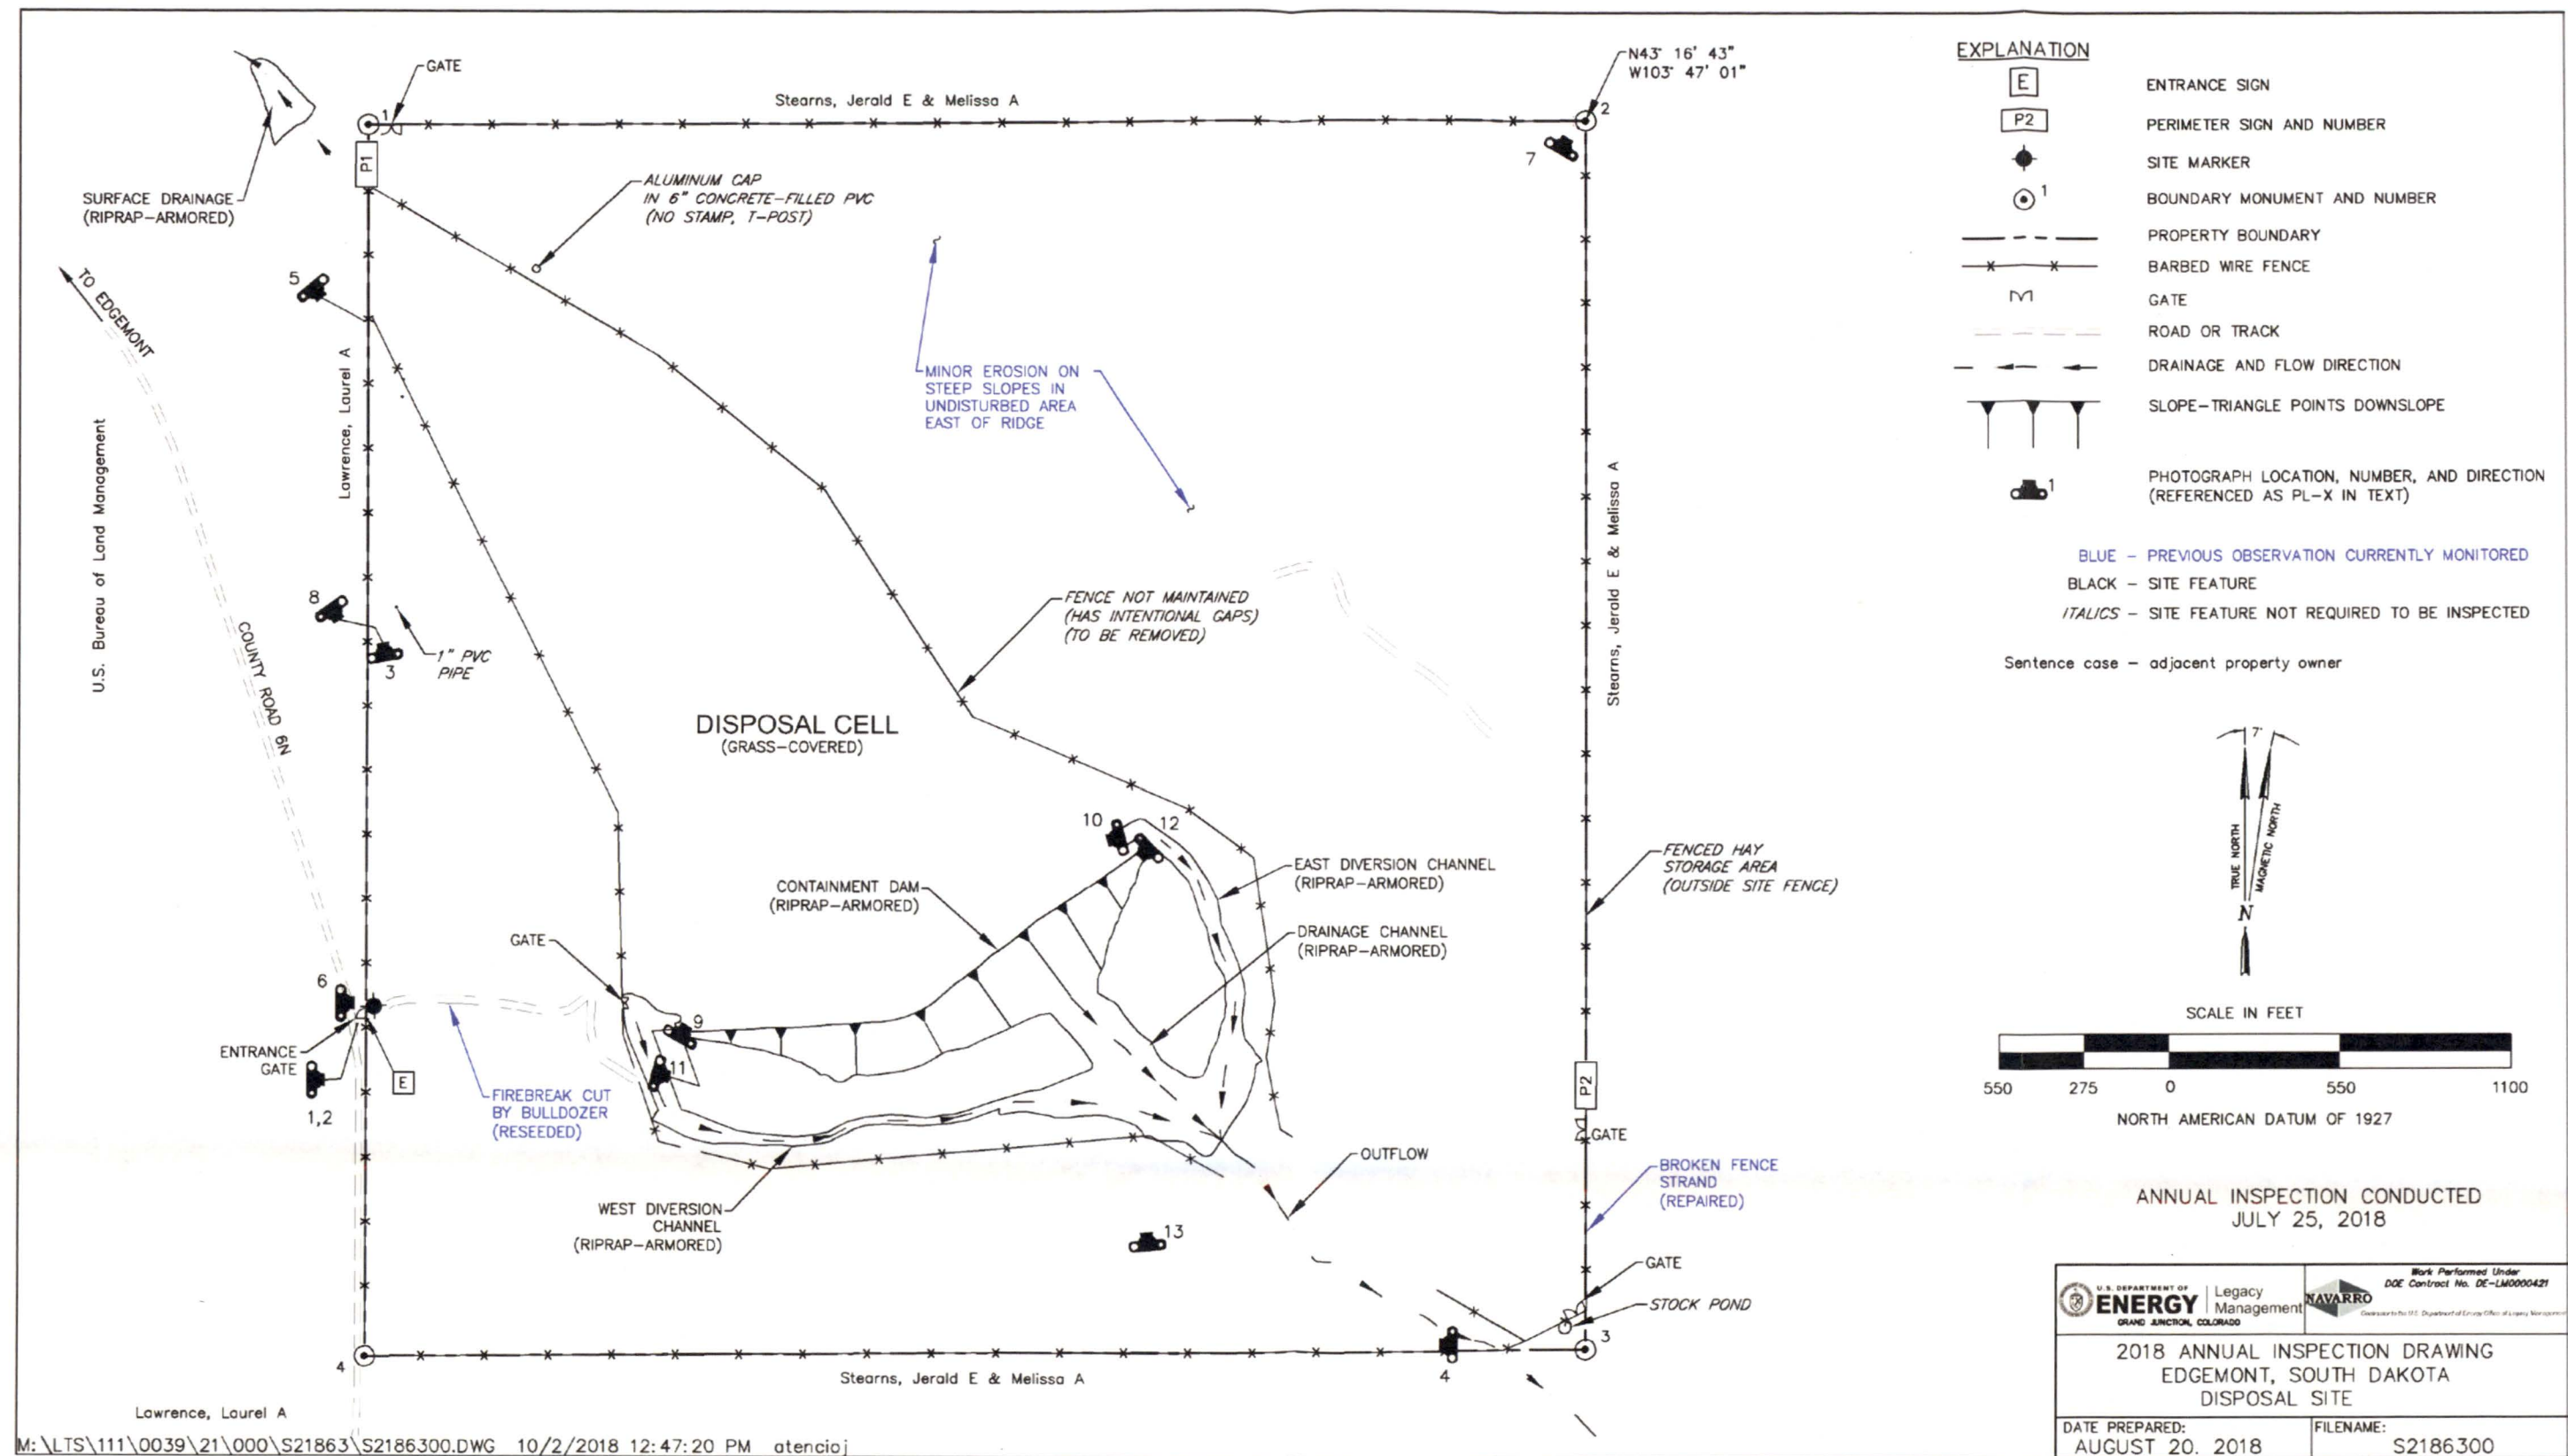 GATE
Stearns, Jerald E & Melissa A
N43° 16' 43"
W103° 47' 01"
1
2
P1
7
SURFACE DRAINAGE
(RIPRAP-ARMORED)
ALUMINUM CAP
IN 6" CONCRETE-FILLED PVC
(NO STAMP, T-POST)
5
TO EDGEMONT
Lawrence, Laurel A
U.S. Bureau of Land Management
COUNTY ROAD 6N
MINOR EROSION ON
STEEP SLOPES IN
UNDISTURBED AREA
EAST OF RIDGE
Stearns, Jerald E & Melissa A
8
3
1" PVC
PIPE
FENCE NOT MAINTAINED
(HAS INTENTIONAL GAPS)
(TO BE REMOVED)
DISPOSAL CELL
(GRASS-COVERED)
10
12
EAST DIVERSION CHANNEL
(RIPRAP-ARMORED)
FENCED HAY
STORAGE AREA
(OUTSIDE SITE FENCE)
CONTAINMENT DAM
(RIPRAP-ARMORED)
DRAINAGE CHANNEL
(RIPRAP-ARMORED)
GATE
6
9
11
ENTRANCE
GATE
E
1,2
FIREBREAK CUT
BY BULLDOZER
(RESEEDED)
P2
GATE
OUTFLOW
BROKEN FENCE
STRAND
(REPAIRED)
WEST DIVERSION
CHANNEL
(RIPRAP-ARMORED)
13
GATE
STOCK POND
3
4
4
Stearns, Jerald E & Melissa A
Lawrence, Laurel A
M:\LTS\111\0039\21\000\S21863\S2186300.DWG 10/2/2018 12:47:20 PM atencioj
EXPLANATION
E ENTRANCE SIGN
P2 PERIMETER SIGN AND NUMBER
SITE MARKER
1 BOUNDARY MONUMENT AND NUMBER
PROPERTY BOUNDARY
BARBED WIRE FENCE
GATE
ROAD OR TRACK
DRAINAGE AND FLOW DIRECTION
SLOPE-TRIANGLE POINTS DOWNSLOPE
1 PHOTOGRAPH LOCATION, NUMBER, AND DIRECTION
(REFERENCED AS PL-X IN TEXT)
BLUE - PREVIOUS OBSERVATION CURRENTLY MONITORED
BLACK - SITE FEATURE
ITALICS - SITE FEATURE NOT REQUIRED TO BE INSPECTED
Sentence case - adjacent property owner
7°
TRUE NORTH
MAGNETIC NORTH
N
SCALE IN FEET
550 275 0 550 1100
NORTH AMERICAN DATUM OF 1927
ANNUAL INSPECTION CONDUCTED
JULY 25, 2018
U.S. DEPARTMENT OF
ENERGY
GRAND JUNCTION, COLORADO
Legacy
Management
NAVARRO
Work Performed Under
DOE Contract No. DE-LM0000421
2018 ANNUAL INSPECTION DRAWING
EDGEMONT, SOUTH DAKOTA
DISPOSAL SITE
DATE PREPARED:
AUGUST 20, 2018
FILENAME:
S2186300